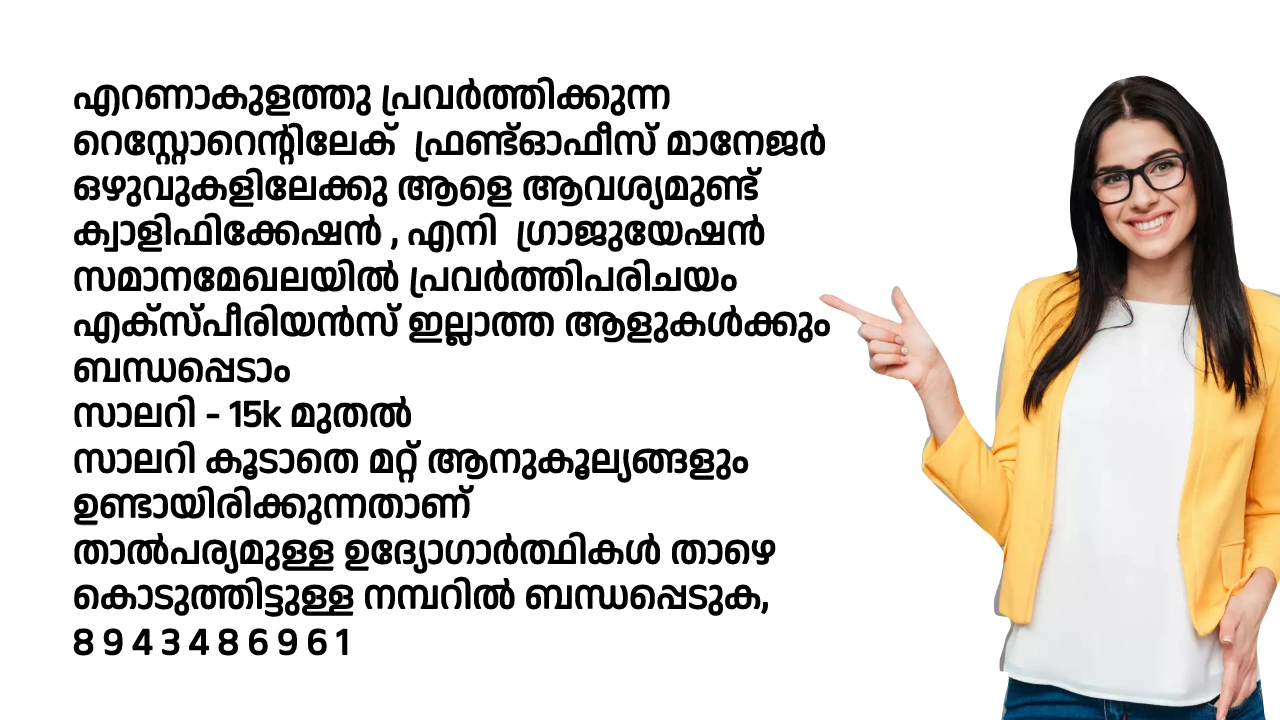 എറണാകുളത്തു പ്രവർത്തിക്കുന്ന
റെസ്റ്റോറെന്റിലേക് ഫ്രണ്ട്ഓഫീസ് മാനേജർ
ഒഴുവുകളിലേക്കു ആളെ ആവശ്യമുണ്ട്
ക്വാളിഫിക്കേഷൻ , എനി ഗ്രാജുയേഷൻ
സമാനമേഖലയിൽ പ്രവർത്തിപരിചയം
എക്സ്പീരിയൻസ് ഇല്ലാത്ത ആളുകൾക്കും
ബന്ധപ്പെടാം
സാലറി - 15k മുതൽ
സാലറി കൂടാതെ മറ്റ് ആനുകൂല്യങ്ങളും
ഉണ്ടായിരിക്കുന്നതാണ്
താൽപര്യമുള്ള ഉദ്യോഗാർത്ഥികൾ താഴെ
കൊടുത്തിട്ടുള്ള നമ്പറിൽ ബന്ധപ്പെടുക,
8 9 4 3 4 8 6 9 6 1